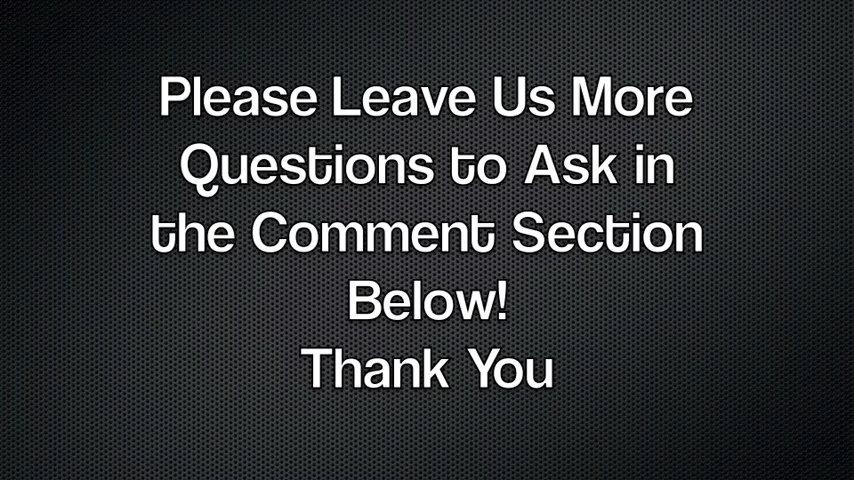 Please Leave Us More
Questions to Ask in
the Comment Section
Below!
Thank You